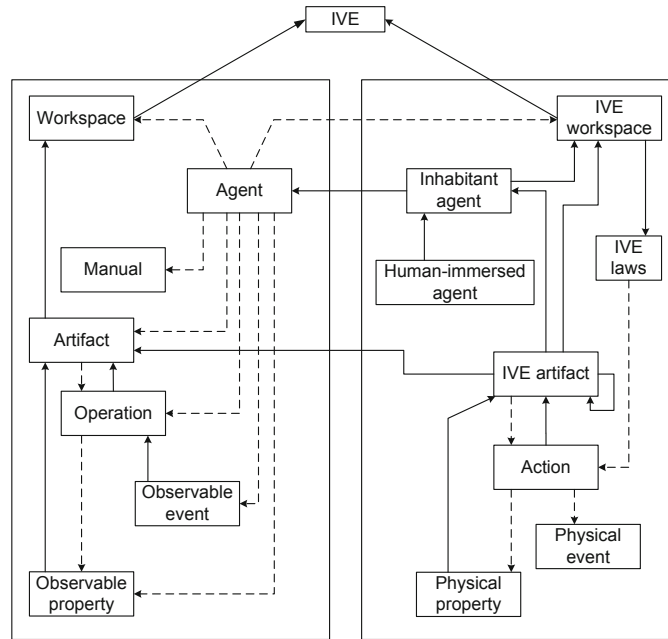 IVE
Workspace
IVE
workspace
Agent
Inhabitant
agent
Manual
Human-immersed
agent
IVE
laws
Artifact
IVE artifact
Operation
Action
Observable
event
Physical
event
Observable
property
Physical
property